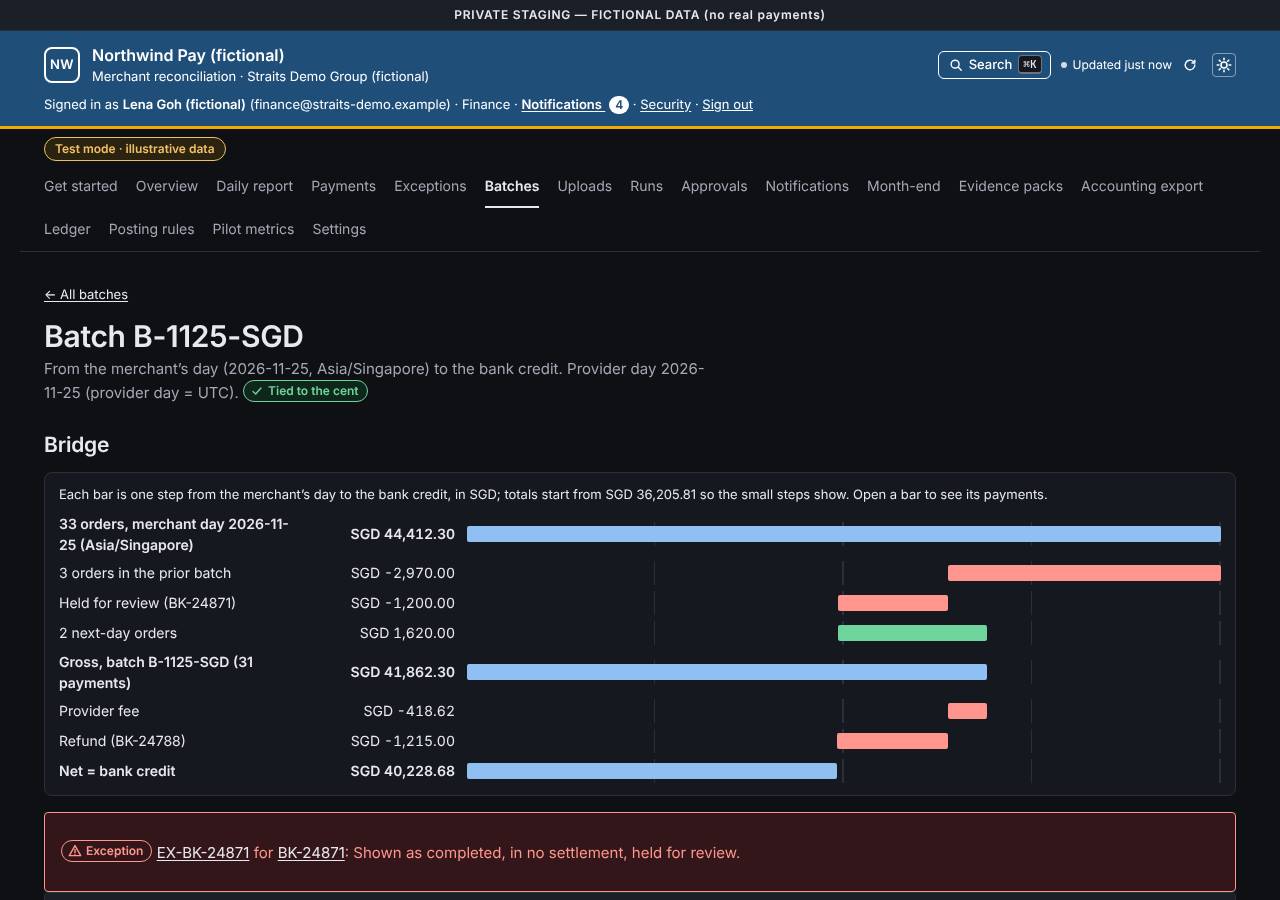 PRIVATE STAGING — FICTIONAL DATA (no real payments)
NW
Northwind Pay (fictional)
Merchant reconciliation · Straits Demo Group (fictional)
Search ⌘K
Updated just now
Signed in as Lena Goh (fictional) (finance@straits-demo.example) · Finance · Notifications 4 · Security · Sign out
Test mode · illustrative data
Get started Overview Daily report Payments Exceptions Batches Uploads Runs Approvals Notifications Month-end Evidence packs Accounting export
Ledger Posting rules Pilot metrics Settings
← All batches
Batch B-1125-SGD
From the merchant’s day (2026-11-25, Asia/Singapore) to the bank credit. Provider day 2026-
11-25 (provider day = UTC). ✓ Tied to the cent
Bridge
Each bar is one step from the merchant’s day to the bank credit, in SGD; totals start from SGD 36,205.81 so the small steps show. Open a bar to see its payments.
33 orders, merchant day 2026-11-
25 (Asia/Singapore) SGD 44,412.30
3 orders in the prior batch SGD -2,970.00
Held for review (BK-24871) SGD -1,200.00
2 next-day orders SGD 1,620.00
Gross, batch B-1125-SGD (31
payments) SGD 41,862.30
Provider fee SGD -418.62
Refund (BK-24788) SGD -1,215.00
Net = bank credit SGD 40,228.68
Exception EX-BK-24871 for BK-24871: Shown as completed, in no settlement, held for review.